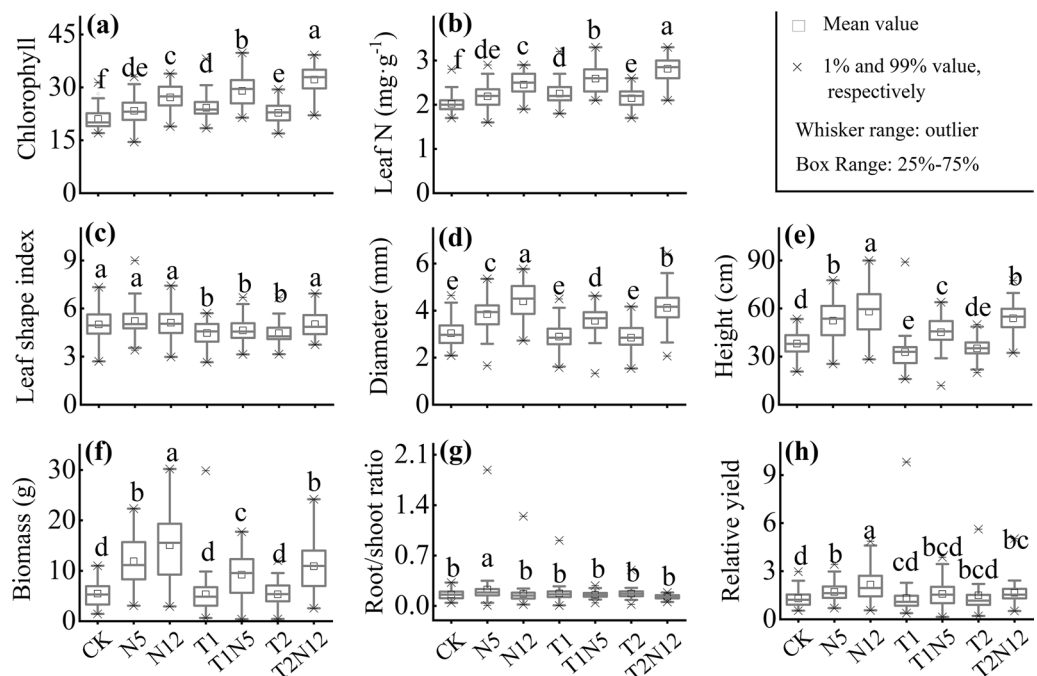 (a)
Chlorophyll
45
30
15
0
f de c d b e a
(b)
Leaf N (mg·g-1)
3
2
1
0
f de c d b e a
Mean value
1% and 99% value,
respectively
Whisker range: outlier
Box Range: 25%-75%
(c)
Leaf shape index
9
6
3
0
a a a b b b a
(d)
Diameter (mm)
6
4
2
0
e c a e d e b
(e)
Height (cm)
90
60
30
0
d b a e c de a
(f)
Biomass (g)
30
20
10
0
d b a d c d b
CK N5 N12 T1 T1N5 T2 T2N12
(g)
Root/shoot ratio
2.1
1.4
0.7
0.0
b a b b b b b
CK N5 N12 T1 T1N5 T2 T2N12
(h)
Relative yield
9
6
3
0
d b a cd bcd bcd bc
CK N5 N12 T1 T1N5 T2 T2N12